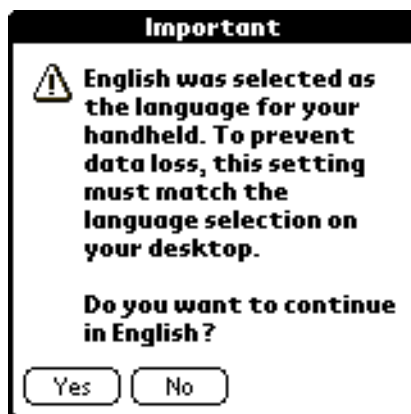 Important
English was selected as
the language for your
handheld. To prevent
data loss, this setting
must match the
language selection on
your desktop.
Do you want to continue
in English?
Yes No